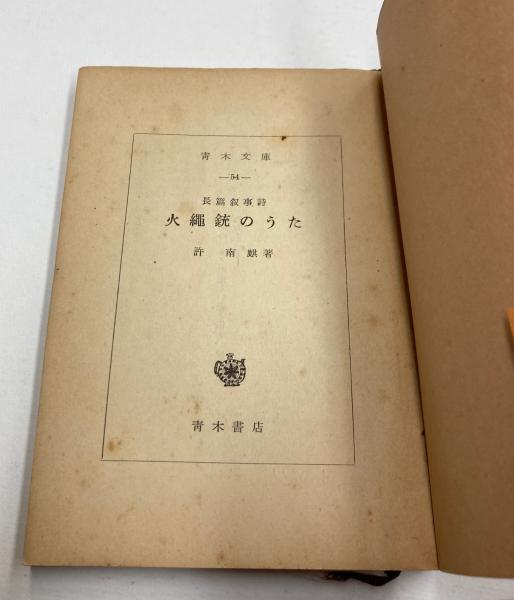 青木文庫
—54—
長篇叙事詩
火繩銃のうた
許南麒著
青木書店